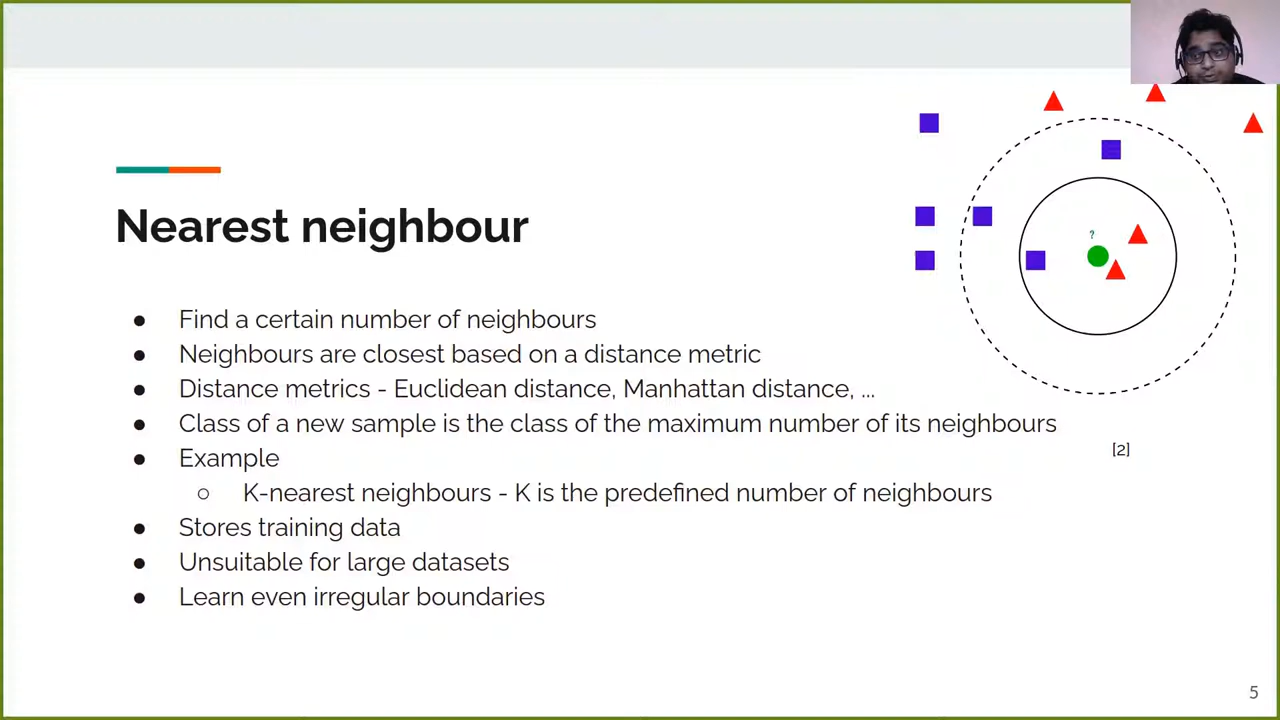 Nearest neighbour
?
● Find a certain number of neighbours
● Neighbours are closest based on a distance metric
● Distance metrics - Euclidean distance, Manhattan distance, ...
● Class of a new sample is the class of the maximum number of its neighbours
[2]
● Example
○ K-nearest neighbours - K is the predefined number of neighbours
● Stores training data
● Unsuitable for large datasets
● Learn even irregular boundaries
5